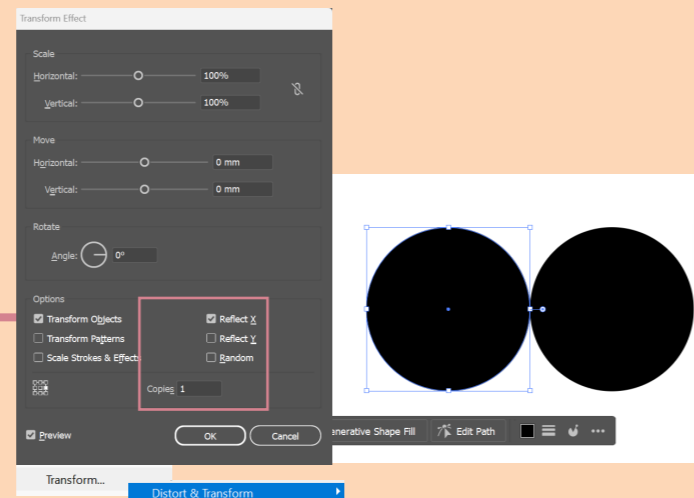 Transform Effect
Scale
Horizontal: 100%
Vertical: 100%
Move
Horizontal: 0 mm
Vertical: 0 mm
Rotate
Angle: 0°
Options
Transform Objects Reflect X
Transform Patterns Reflect Y
Scale Strokes & Effects Random
Copies 1
Preview OK Cancel
Shape Fill Edit Path
Transform...
Distort & Transform